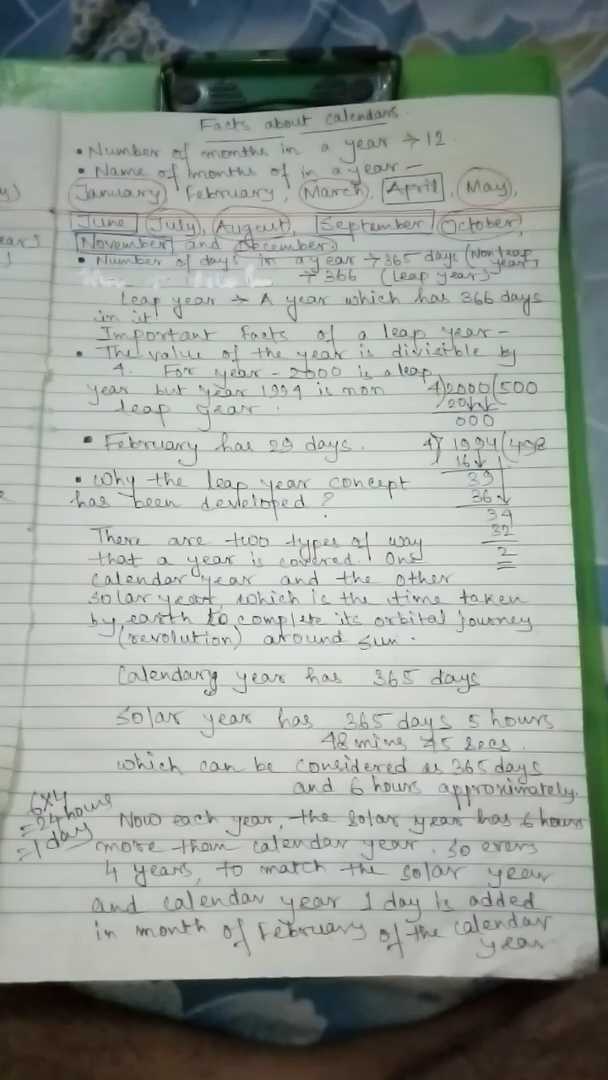 Facts about calendars.
• Number of months in a year → 12
• Name of months of in a year -
January, February, March, April, May,
June, July, August, September, October,
November and December.
• Number of days in a year → 365 days (Non leap year)
→ 366 (Leap year)
Leap year → A year which has 366 days
in it.
Important facts of a leap year -
• The value of the year is divisible by
4. For year - 2000 is a leap
year but year 1994 is non
leap year.
4)2000(500
20↓↓
000
• February has 29 days.
4) 1994(498
16↓
39
36↓
34
32
2
• Why the leap year concept
has been developed?
There are two types of way
that a year is covered. One
calendar year and the other
solar year, which is the time taken
by earth to complete its orbital journey
(revolution) around sun.
Calendary year has 365 days
Solar year has 365 days 5 hours
48 mins 45 secs.
which can be considered as 365 days
and 6 hours approximately.
6×4
=24 hours
=1 day
Now each year, the solar year has 6 hours
more than calendar year. So every
4 years, to match the solar year
and calendar year 1 day is added
in month of February of the calendar
year